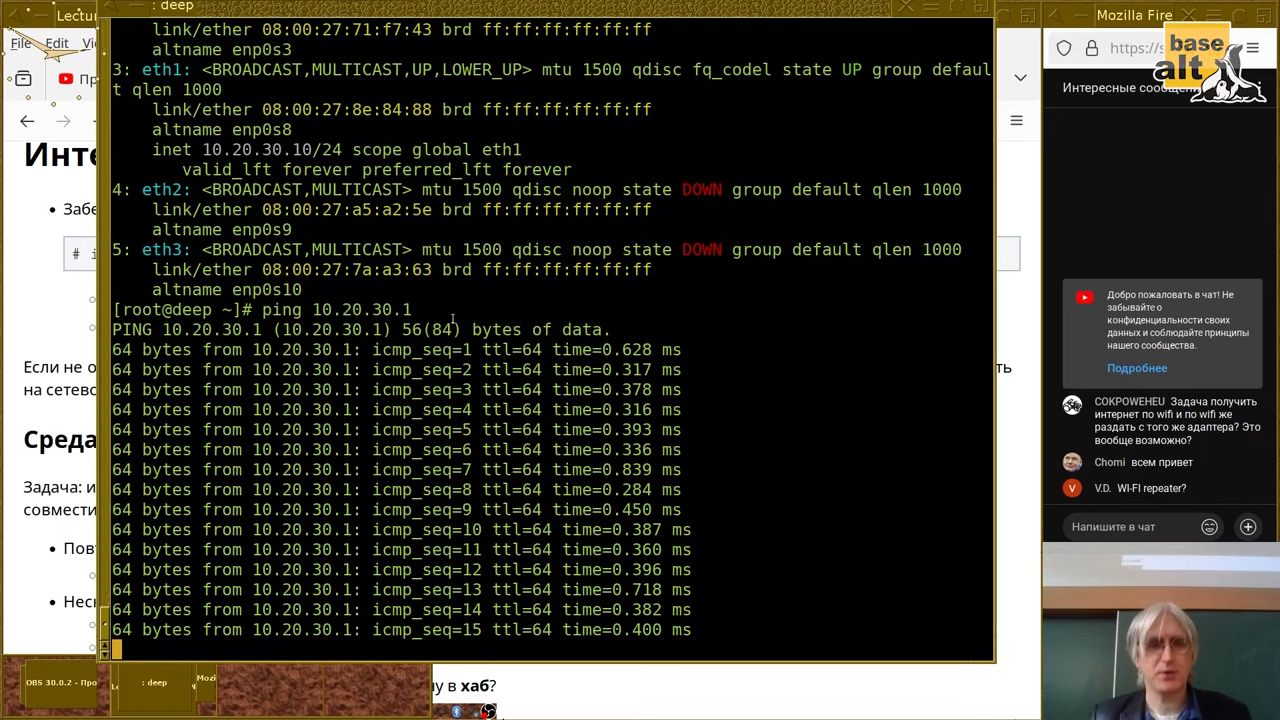 Lectu
: deep
Mozilla Fire
File Edit Vi
https://s
base
alt
Пр
Интересные сообщен
Инте
Забе
# i
Если не о
ть
на сетево
Среда
Задача: и
совмести
Повт
Неск
link/ether 08:00:27:71:f7:43 brd ff:ff:ff:ff:ff:ff
altname enp0s3
3: eth1: <BROADCAST,MULTICAST,UP,LOWER_UP> mtu 1500 qdisc fq_codel state UP group defaul
t qlen 1000
link/ether 08:00:27:8e:84:88 brd ff:ff:ff:ff:ff:ff
altname enp0s8
inet 10.20.30.10/24 scope global eth1
valid_lft forever preferred_lft forever
4: eth2: <BROADCAST,MULTICAST> mtu 1500 qdisc noop state DOWN group default qlen 1000
link/ether 08:00:27:a5:a2:5e brd ff:ff:ff:ff:ff:ff
altname enp0s9
5: eth3: <BROADCAST,MULTICAST> mtu 1500 qdisc noop state DOWN group default qlen 1000
link/ether 08:00:27:7a:a3:63 brd ff:ff:ff:ff:ff:ff
altname enp0s10
[root@deep ~]# ping 10.20.30.1
PING 10.20.30.1 (10.20.30.1) 56(84) bytes of data.
64 bytes from 10.20.30.1: icmp_seq=1 ttl=64 time=0.628 ms
64 bytes from 10.20.30.1: icmp_seq=2 ttl=64 time=0.317 ms
64 bytes from 10.20.30.1: icmp_seq=3 ttl=64 time=0.378 ms
64 bytes from 10.20.30.1: icmp_seq=4 ttl=64 time=0.316 ms
64 bytes from 10.20.30.1: icmp_seq=5 ttl=64 time=0.393 ms
64 bytes from 10.20.30.1: icmp_seq=6 ttl=64 time=0.336 ms
64 bytes from 10.20.30.1: icmp_seq=7 ttl=64 time=0.839 ms
64 bytes from 10.20.30.1: icmp_seq=8 ttl=64 time=0.284 ms
64 bytes from 10.20.30.1: icmp_seq=9 ttl=64 time=0.450 ms
64 bytes from 10.20.30.1: icmp_seq=10 ttl=64 time=0.387 ms
64 bytes from 10.20.30.1: icmp_seq=11 ttl=64 time=0.360 ms
64 bytes from 10.20.30.1: icmp_seq=12 ttl=64 time=0.396 ms
64 bytes from 10.20.30.1: icmp_seq=13 ttl=64 time=0.718 ms
64 bytes from 10.20.30.1: icmp_seq=14 ttl=64 time=0.382 ms
64 bytes from 10.20.30.1: icmp_seq=15 ttl=64 time=0.400 ms
Добро пожаловать в чат! Не
забывайте о
конфиденциальности своих
данных и соблюдайте принципы
нашего сообщества.
Подробнее
COKPOWEHEU Задача получить
интернет по wifi и по wifi же
раздать с того же адаптера? Это
вообще возможно?
Chomi всем привет
V V.D. WI-FI repeater?
Напишите в чат
OBS 30.0.2 - Про
: deep
Mozi
у в хаб?